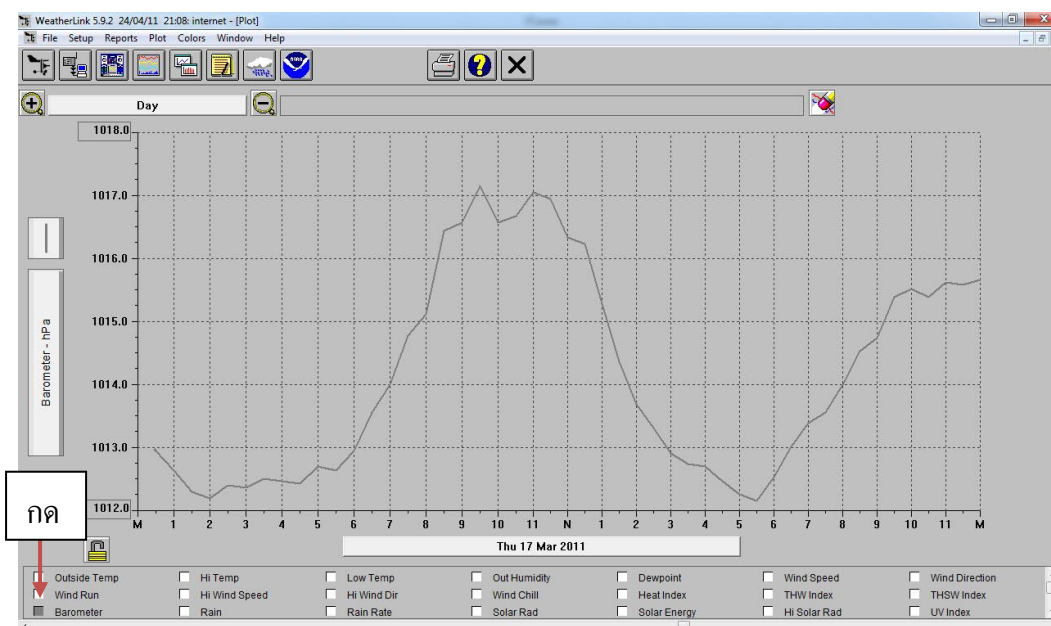 WeatherLink 5.9.2 24/04/11 21:08: internet - [Plot]
File Setup Reports Plot Colors Window Help
Day
1018.0
1017.0
1016.0
1015.0
1014.0
1013.0
1012.0
Barometer - hPa
กด
M 1 2 3 4 5 6 7 8 9 10 11 N 1 2 3 4 5 6 7 8 9 10 11 M
Thu 17 Mar 2011
Outside Temp Hi Temp Low Temp Out Humidity Dewpoint Wind Speed Wind Direction
Wind Run Hi Wind Speed Hi Wind Dir Wind Chill Heat Index THW Index THSW Index
Barometer Rain Rain Rate Solar Rad Solar Energy Hi Solar Rad UV Index